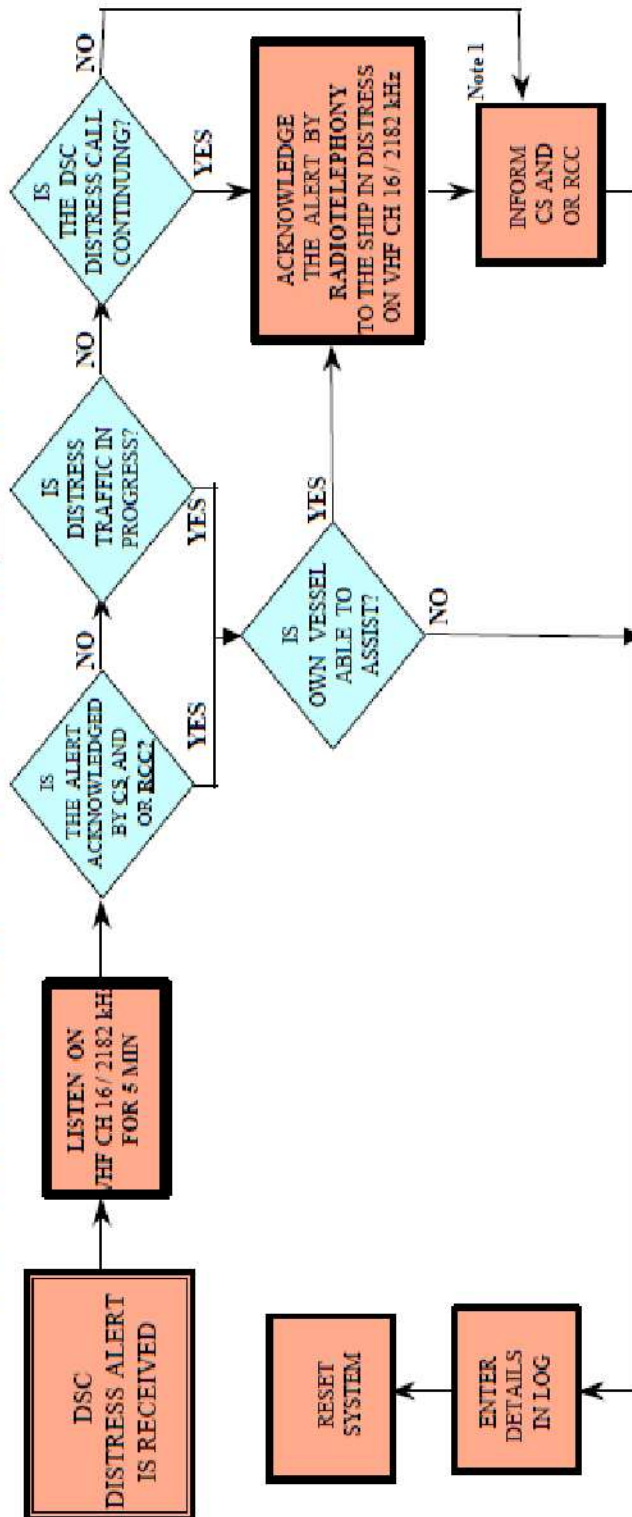 DSC
DISTRESS ALERT
IS RECEIVED
LISTEN ON
VHF CH 16 / 2182 kHz
FOR 5 MIN
IS
THE ALERT
ACKNOWLEDGED
BY CS, AND
OR RCC?
NO
YES
IS
DISTRESS
TRAFFIC IN
PROGRESS?
NO
YES
IS
THE DSC
DISTRESS CALL
CONTINUING?
NO
YES
IS
OWN VESSEL
ABLE TO
ASSIST?
YES
NO
ACKNOWLEDGE
THE ALERT BY
RADIOTELEPHONY
TO THE SHIP IN DISTRESS
ON VHF CH 16 / 2182 kHz
Note 1
INFORM
CS AND
OR RCC
ENTER
DETAILS
IN LOG
RESET
SYSTEM